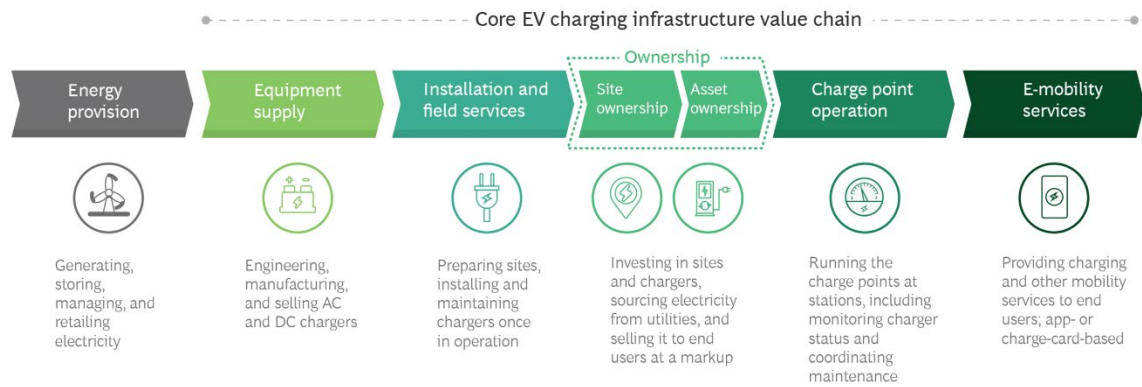 Core EV charging infrastructure value chain
Ownership
Energy
provision
Equipment
supply
Installation and
field services
Site
ownership
Asset
ownership
Charge point
operation
E-mobility
services
Generating,
storing,
managing, and
retailing
electricity
Engineering,
manufacturing,
and selling AC
and DC chargers
Preparing sites,
installing and
maintaining
chargers once
in operation
Investing in sites
and chargers,
sourcing electricity
from utilities, and
selling it to end
users at a markup
Running the
charge points at
stations, including
monitoring charger
status and
coordinating
maintenance
Providing charging
and other mobility
services to end
users; app- or
charge-card-based